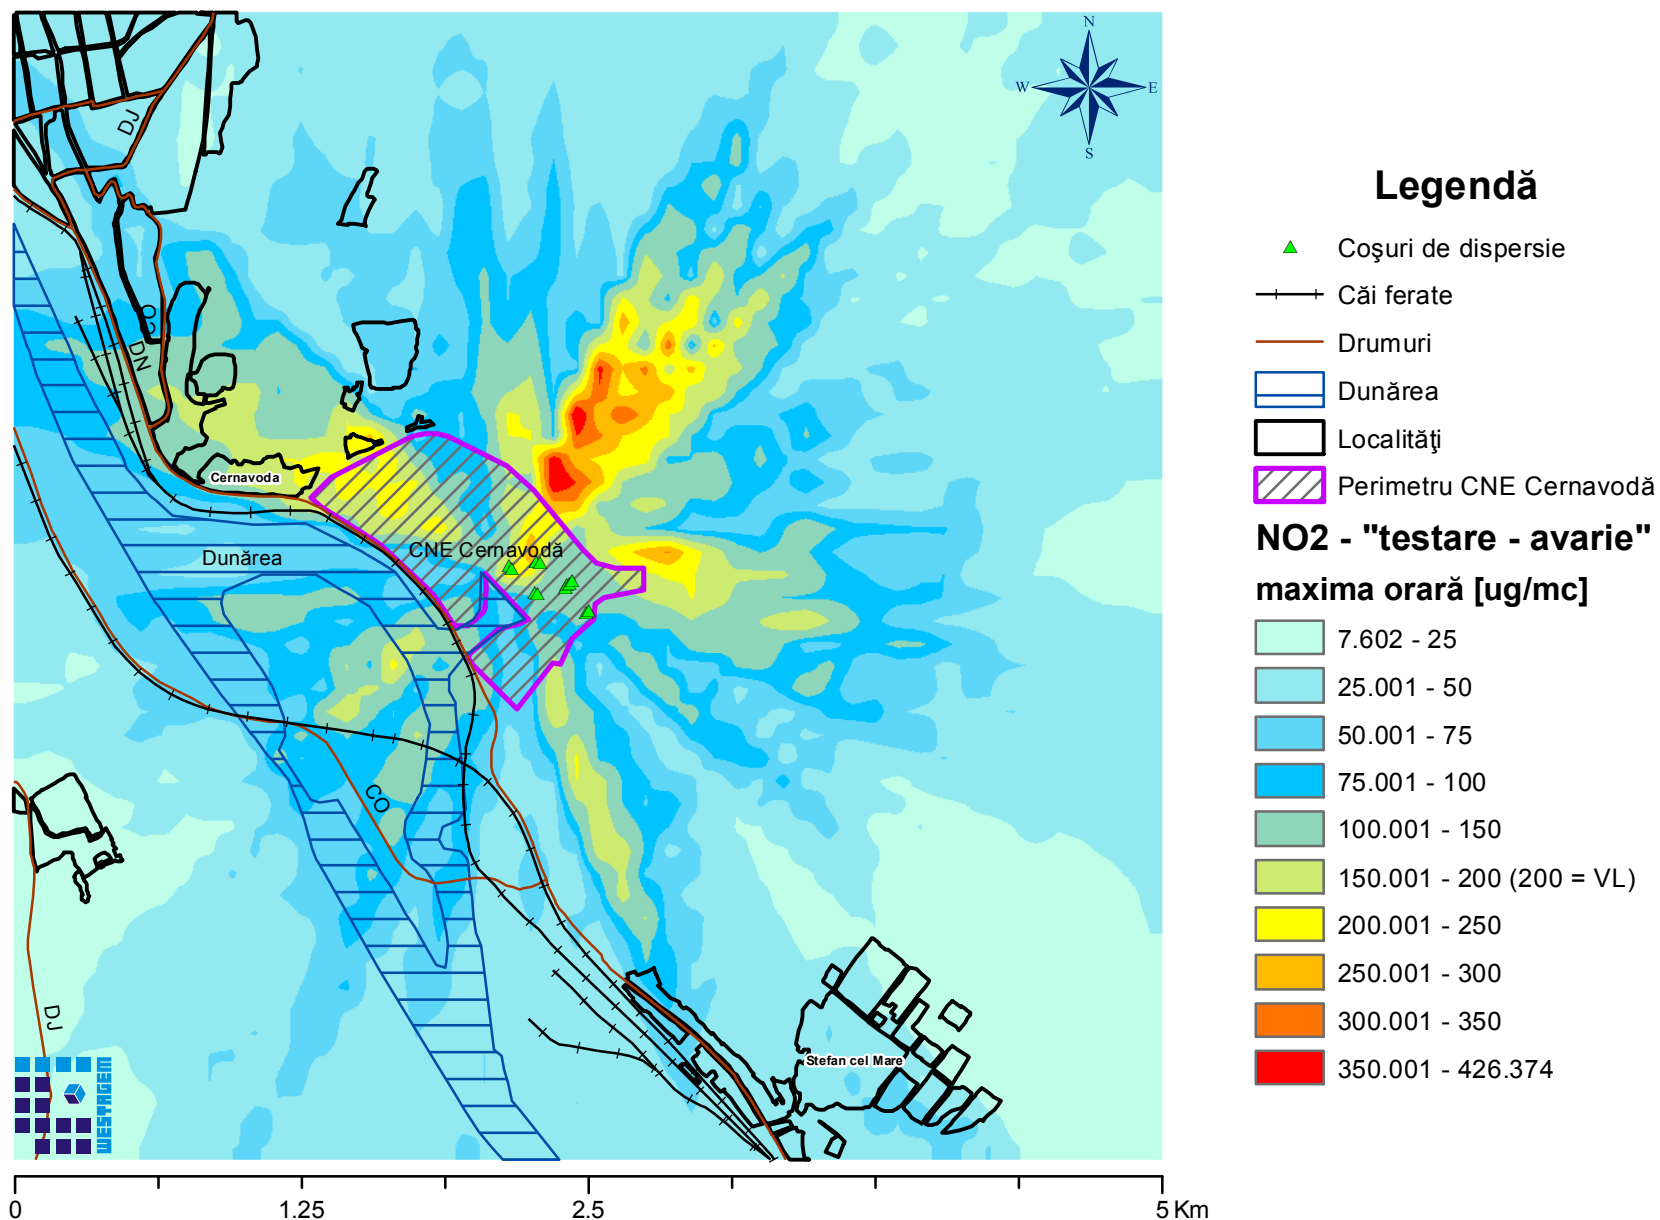 N
W
E
S
DJ
CO
DN
Cernavoda
Dunărea
CNE Cernavodă
CO
DJ
Stefan cel Mare
WESTAGEM
0
1.25
2.5
5 Km
Legendă
Coşuri de dispersie
Căi ferate
Drumuri
Dunărea
Localităţi
Perimetru CNE Cernavodă
NO2 - "testare - avarie"
maxima orară [ug/mc]
7.602 - 25
25.001 - 50
50.001 - 75
75.001 - 100
100.001 - 150
150.001 - 200 (200 = VL)
200.001 - 250
250.001 - 300
300.001 - 350
350.001 - 426.374